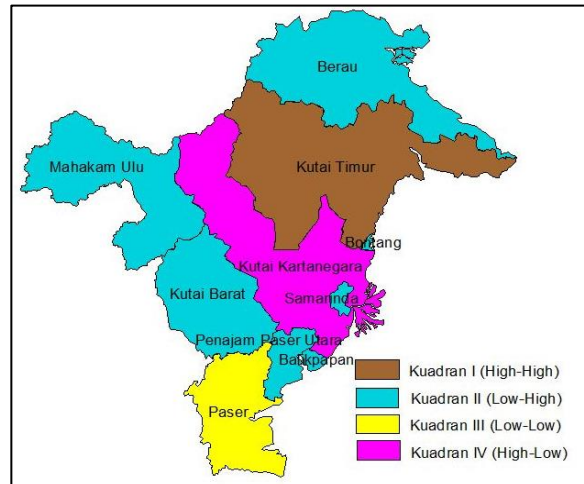 Berau
Mahakam Ulu
Kutai Timur
Bontang
Kutai Kartanegara
Kutai Barat
Samarinda
Penajam Paser Utara
Balikpapan
Paser
Kuadran I (High-High)
Kuadran II (Low-High)
Kuadran III (Low-Low)
Kuadran IV (High-Low)